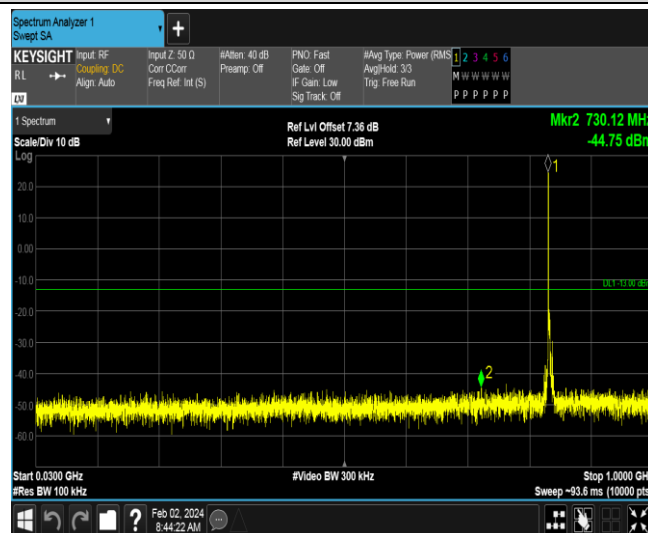 Spectrum Analyzer 1
Swept SA
+
KEYSIGHT Input: RF Input Z: 50 Ω #Atten: 40 dB PNO: Fast #Avg Type: Power (RMS 1 2 3 4 5 6
RL Coupling: DC Corr CCorr Preamp: Off Gate: Off Avg|Hold: 3/3 M W W W W W
Align: Auto Freq Ref: Int (S) IF Gain: Low Trig: Free Run
Sig Track: Off P P P P P P
LXI
1 Spectrum Ref Lvl Offset 7.36 dB Mkr2 730.12 MHz
Scale/Div 10 dB Ref Level 30.00 dBm -44.75 dBm
Log
1
20.0
10.0
0.00
-10.0
DL1 -13.00 dBm
-20.0
-30.0
-40.0
2
-50.0
-60.0
Start 0.0300 GHz #Video BW 300 kHz Stop 1.0000 GHz
#Res BW 100 kHz Sweep ~93.6 ms (10000 pts
? Feb 02, 2024
8:44:22 AM